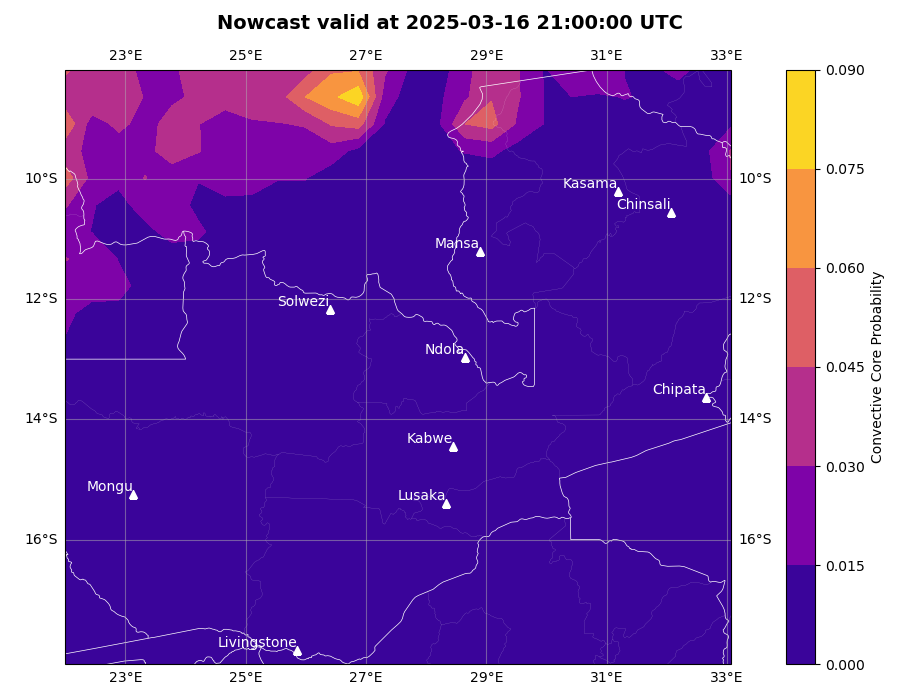 Nowcast valid at 2025-03-16 21:00:00 UTC
23°E 25°E 27°E 29°E 31°E 33°E
0.090
0.075
10°S 10°S
Kasama
Chinsali
Mansa
0.060
12°S 12°S
Solwezi
Ndola
0.045
Chipata
14°S 14°S
Kabwe
0.030
Mongu
Lusaka
16°S 16°S
0.015
Livingstone
0.000
Convective Core Probability
23°E 25°E 27°E 29°E 31°E 33°E